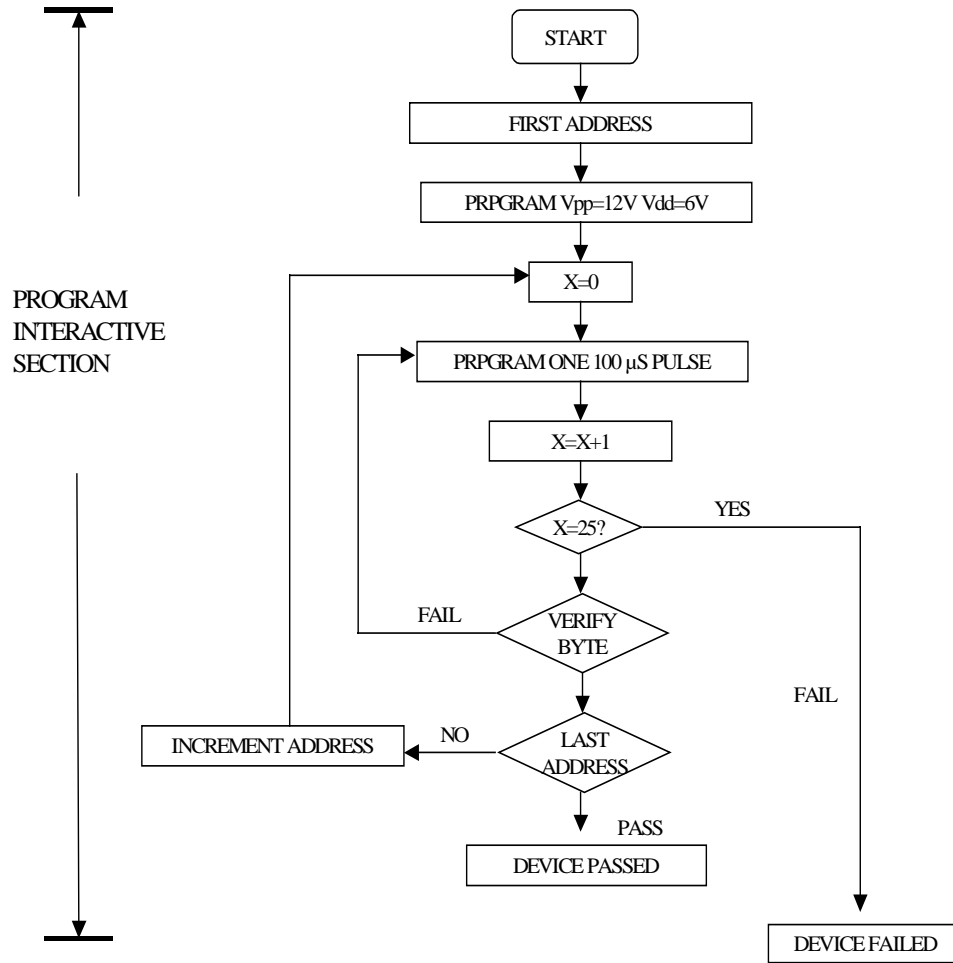 START
FIRST ADDRESS
PRPGRAM Vpp=12V Vdd=6V
X=0
PROGRAM
INTERACTIVE
SECTION
PRPGRAM ONE 100 µS PULSE
X=X+1
X=25?
YES
FAIL
VERIFY
BYTE
FAIL
INCREMENT ADDRESS
NO
LAST
ADDRESS
PASS
DEVICE PASSED
DEVICE FAILED